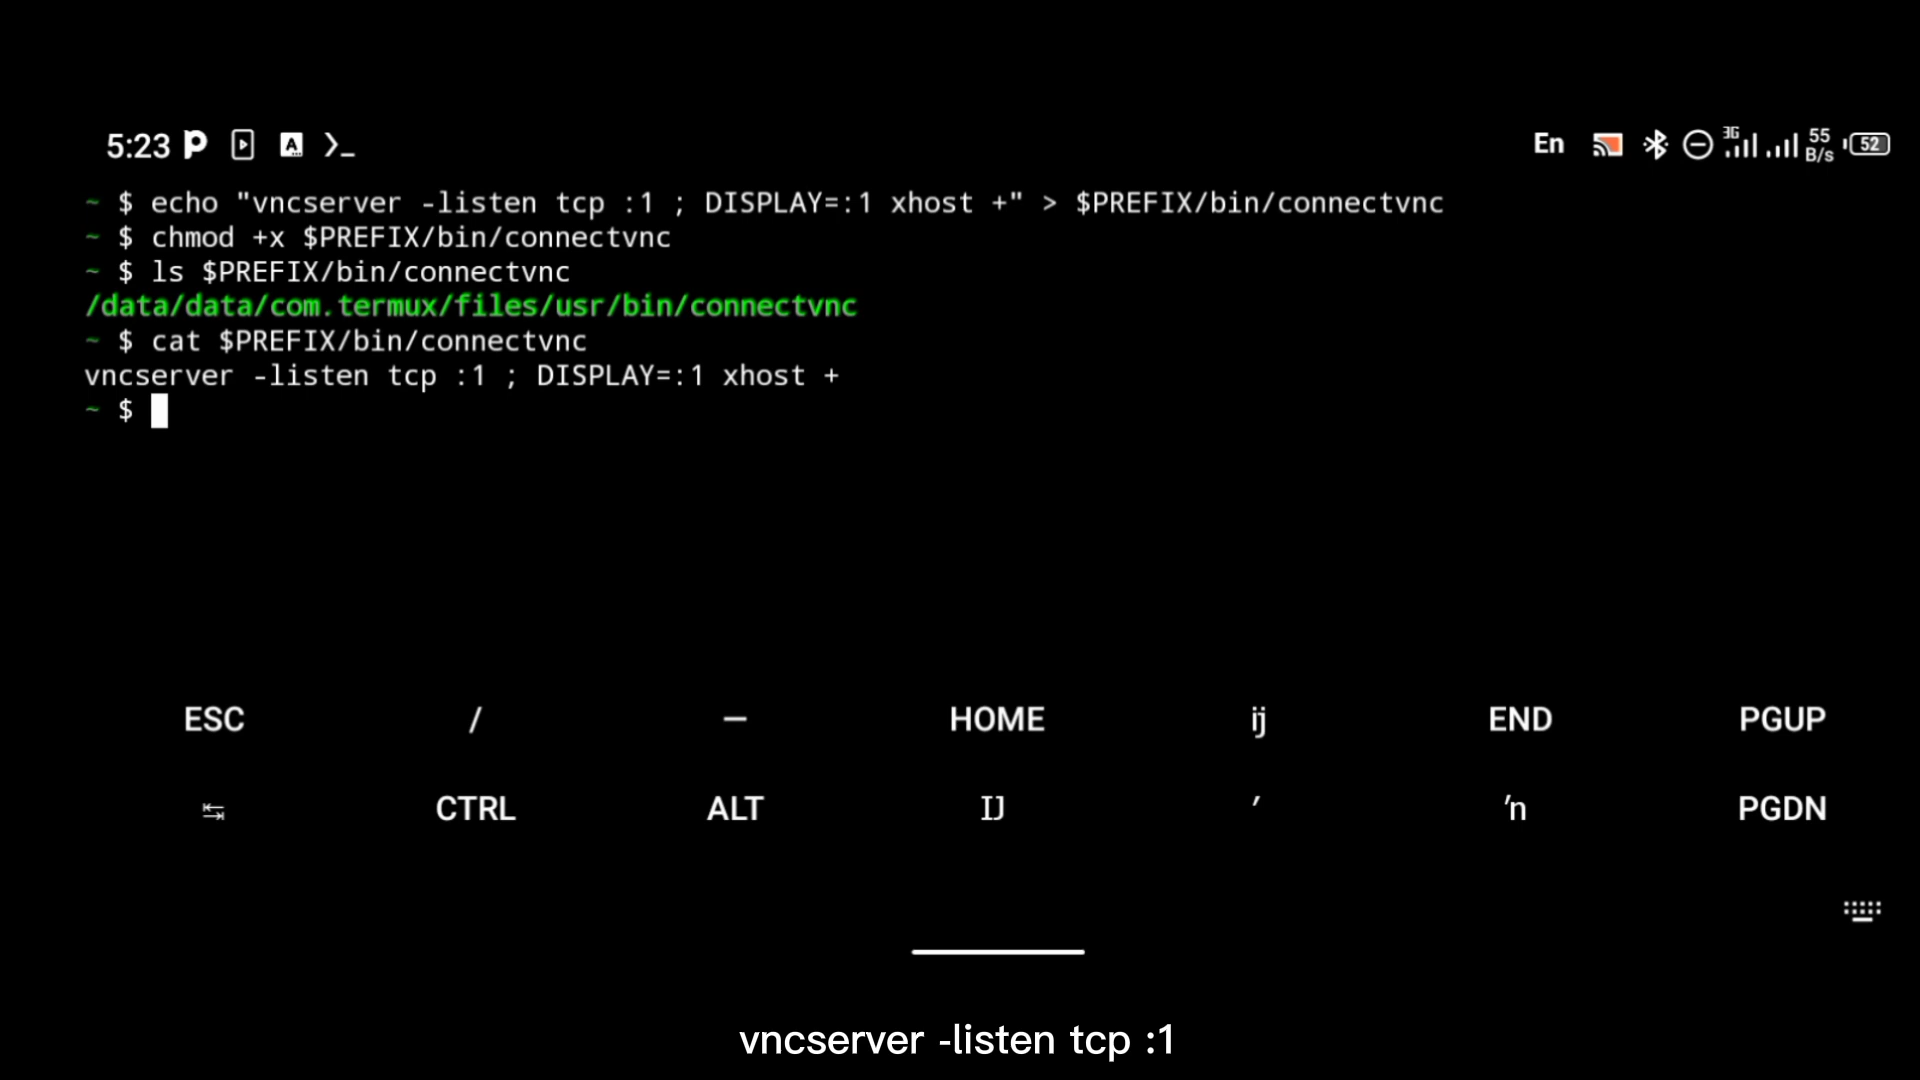 5:23
En
3G
55
B/s
52
~ $ echo "vncserver -listen tcp :1 ; DISPLAY=:1 xhost +" > $PREFIX/bin/connectvnc
~ $ chmod +x $PREFIX/bin/connectvnc
~ $ ls $PREFIX/bin/connectvnc
/data/data/com.termux/files/usr/bin/connectvnc
~ $ cat $PREFIX/bin/connectvnc
vncserver -listen tcp :1 ; DISPLAY=:1 xhost +
~ $
ESC / — HOME ĳ END PGUP
↹ CTRL ALT Ĳ ′ ŉ PGDN
vncserver -listen tcp :1